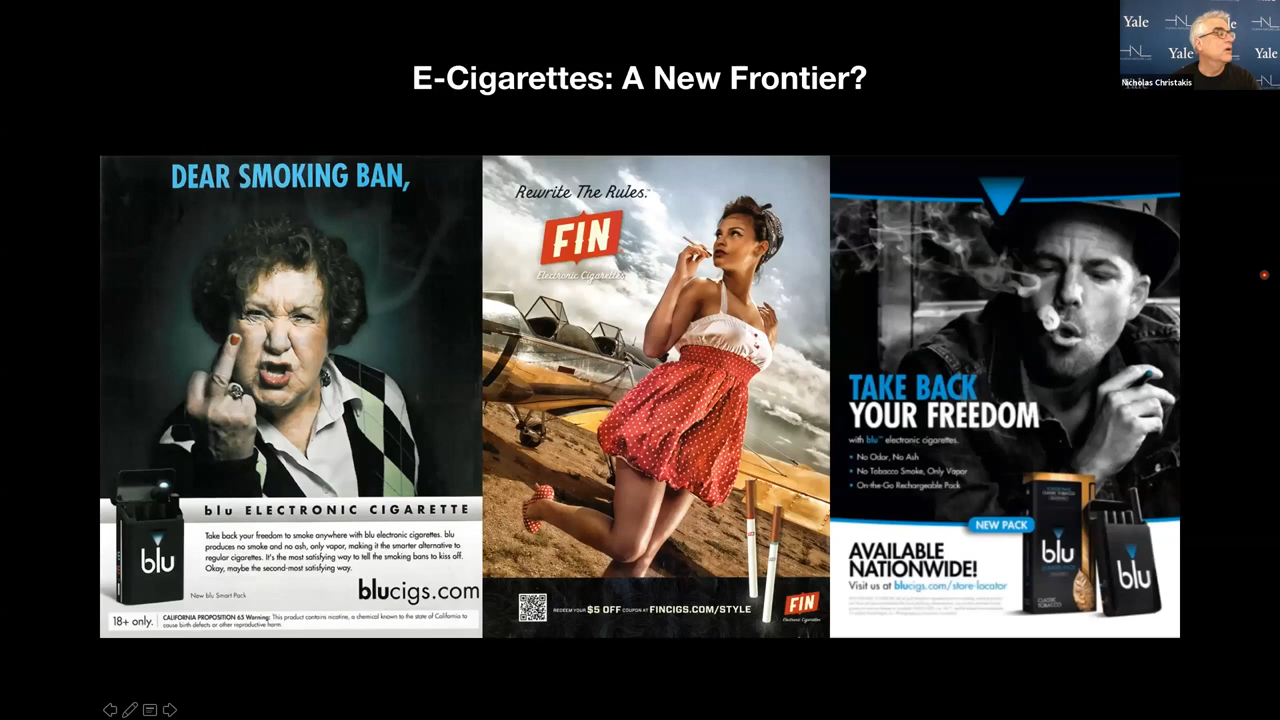 E-Cigarettes: A New Frontier?
Yale
Yale
Yale
Nicholas Christakis
DEAR SMOKING BAN,
blu ELECTRONIC CIGARETTE
Take back your freedom to smoke anywhere with blu electronic cigarettes. blu
produces no smoke and no ash, only vapor, making it the smarter alternative to
regular cigarettes. It's the most satisfying way to tell the smoking bans to kiss off.
Okay, maybe the second-most satisfying way.
blu
New blu Smart Pack
blucigs.com
18+ only.
CALIFORNIA PROPOSITION 65 Warning: This product contains nicotine, a chemical known to the state of California to
cause birth defects or other reproductive harm.
Rewrite The Rules.
FIN
Electronic Cigarettes
REDEEM YOUR $5 OFF COUPON AT FINCIGS.COM/STYLE
FIN
Electronic Cigarettes
TAKE BACK
YOUR FREEDOM
with blu™ electronic cigarettes.
• No Odor, No Ash
• No Tobacco Smoke, Only Vapor
• On-the-Go Rechargeable Pack
NEW PACK
AVAILABLE
NATIONWIDE!
Visit us at blucigs.com/store-locator
blu
CLASSIC
TOBACCO
blu